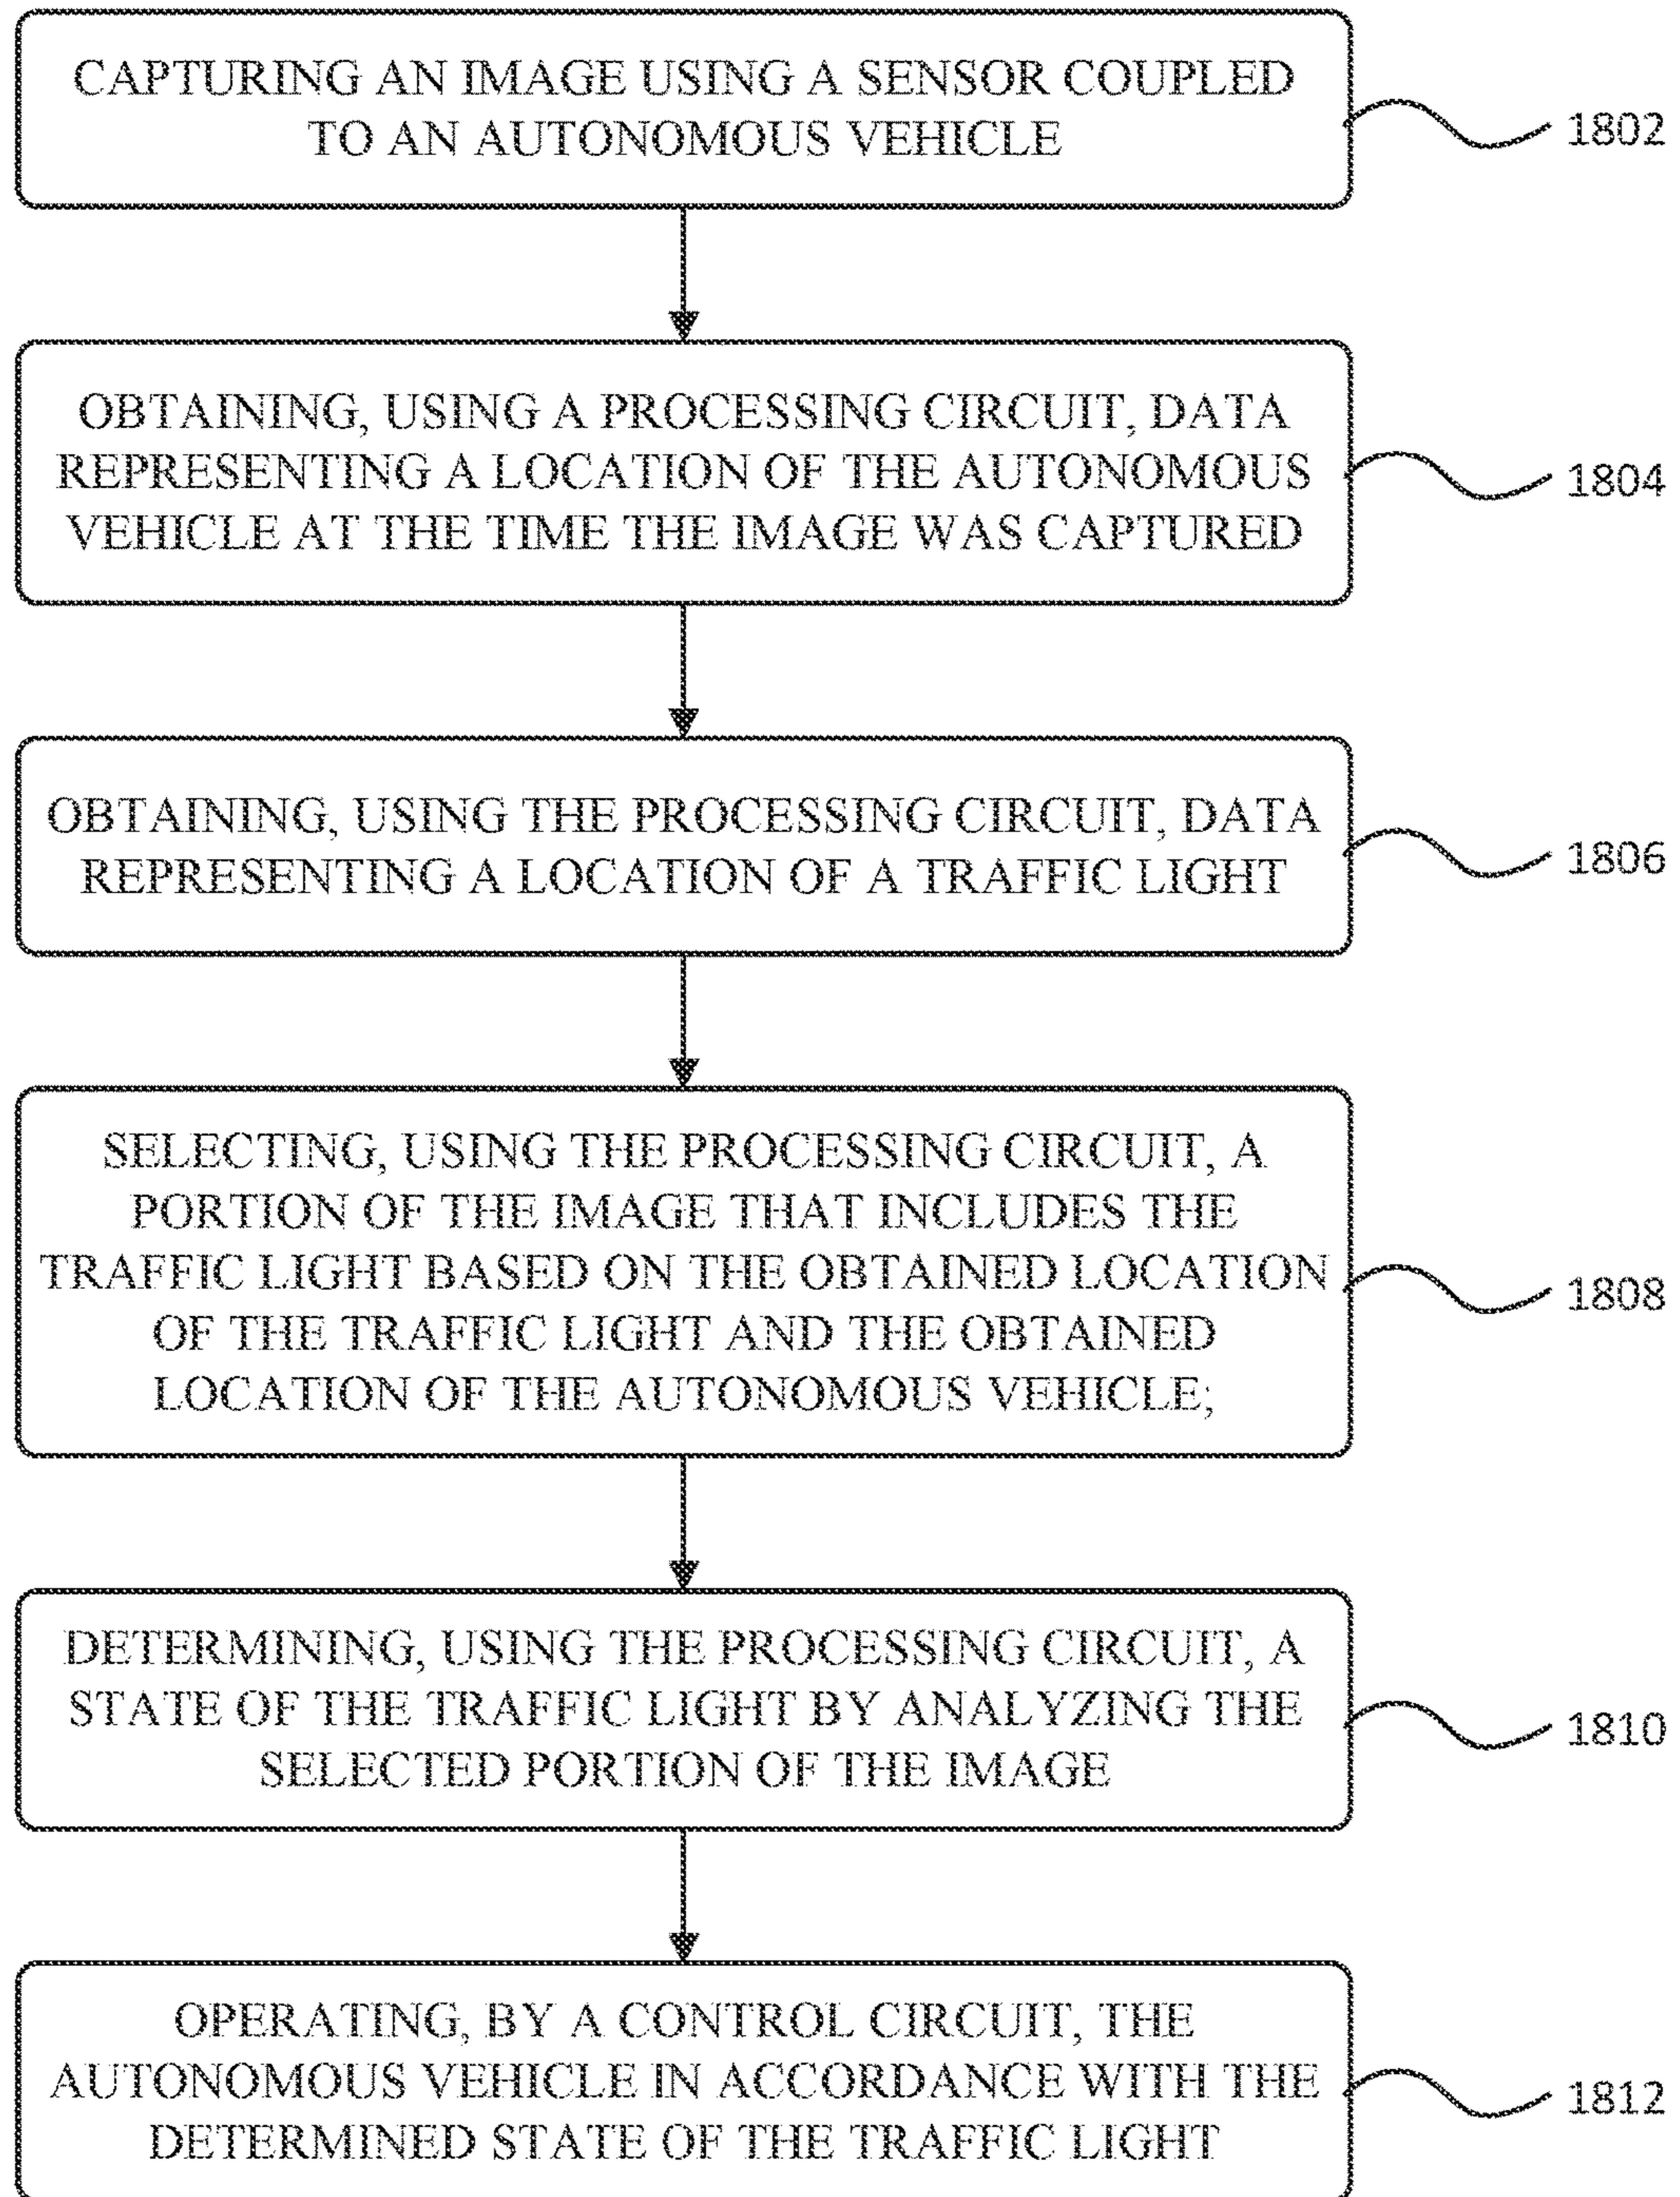 CAPTURING AN IMAGE USING A SENSOR COUPLED
TO AN AUTONOMOUS VEHICLE
1802
OBTAINING, USING A PROCESSING CIRCUIT, DATA
REPRESENTING A LOCATION OF THE AUTONOMOUS
VEHICLE AT THE TIME THE IMAGE WAS CAPTURED
1804
OBTAINING, USING THE PROCESSING CIRCUIT, DATA
REPRESENTING A LOCATION OF A TRAFFIC LIGHT
1806
SELECTING, USING THE PROCESSING CIRCUIT, A
PORTION OF THE IMAGE THAT INCLUDES THE
TRAFFIC LIGHT BASED ON THE OBTAINED LOCATION
OF THE TRAFFIC LIGHT AND THE OBTAINED
LOCATION OF THE AUTONOMOUS VEHICLE;
1808
DETERMINING, USING THE PROCESSING CIRCUIT, A
STATE OF THE TRAFFIC LIGHT BY ANALYZING THE
SELECTED PORTION OF THE IMAGE
1810
OPERATING, BY A CONTROL CIRCUIT, THE
AUTONOMOUS VEHICLE IN ACCORDANCE WITH THE
DETERMINED STATE OF THE TRAFFIC LIGHT
1812